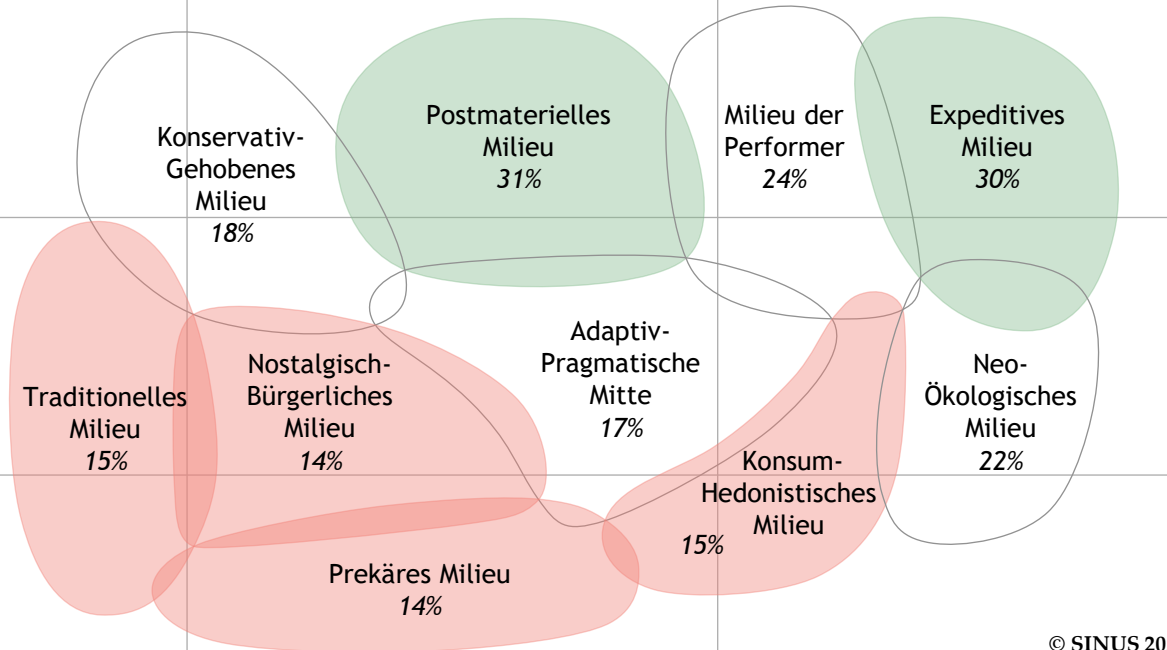 Konservativ-
Gehobenes
Milieu
18%
Postmaterielles
Milieu
31%
Milieu der
Performer
24%
Expeditives
Milieu
30%
Traditionelles
Milieu
15%
Nostalgisch-
Bürgerliches
Milieu
14%
Adaptiv-
Pragmatische
Mitte
17%
Konsum-
Hedonistisches
Milieu
15%
Neo-
Ökologisches
Milieu
22%
Prekäres Milieu
14%
© SINUS 20